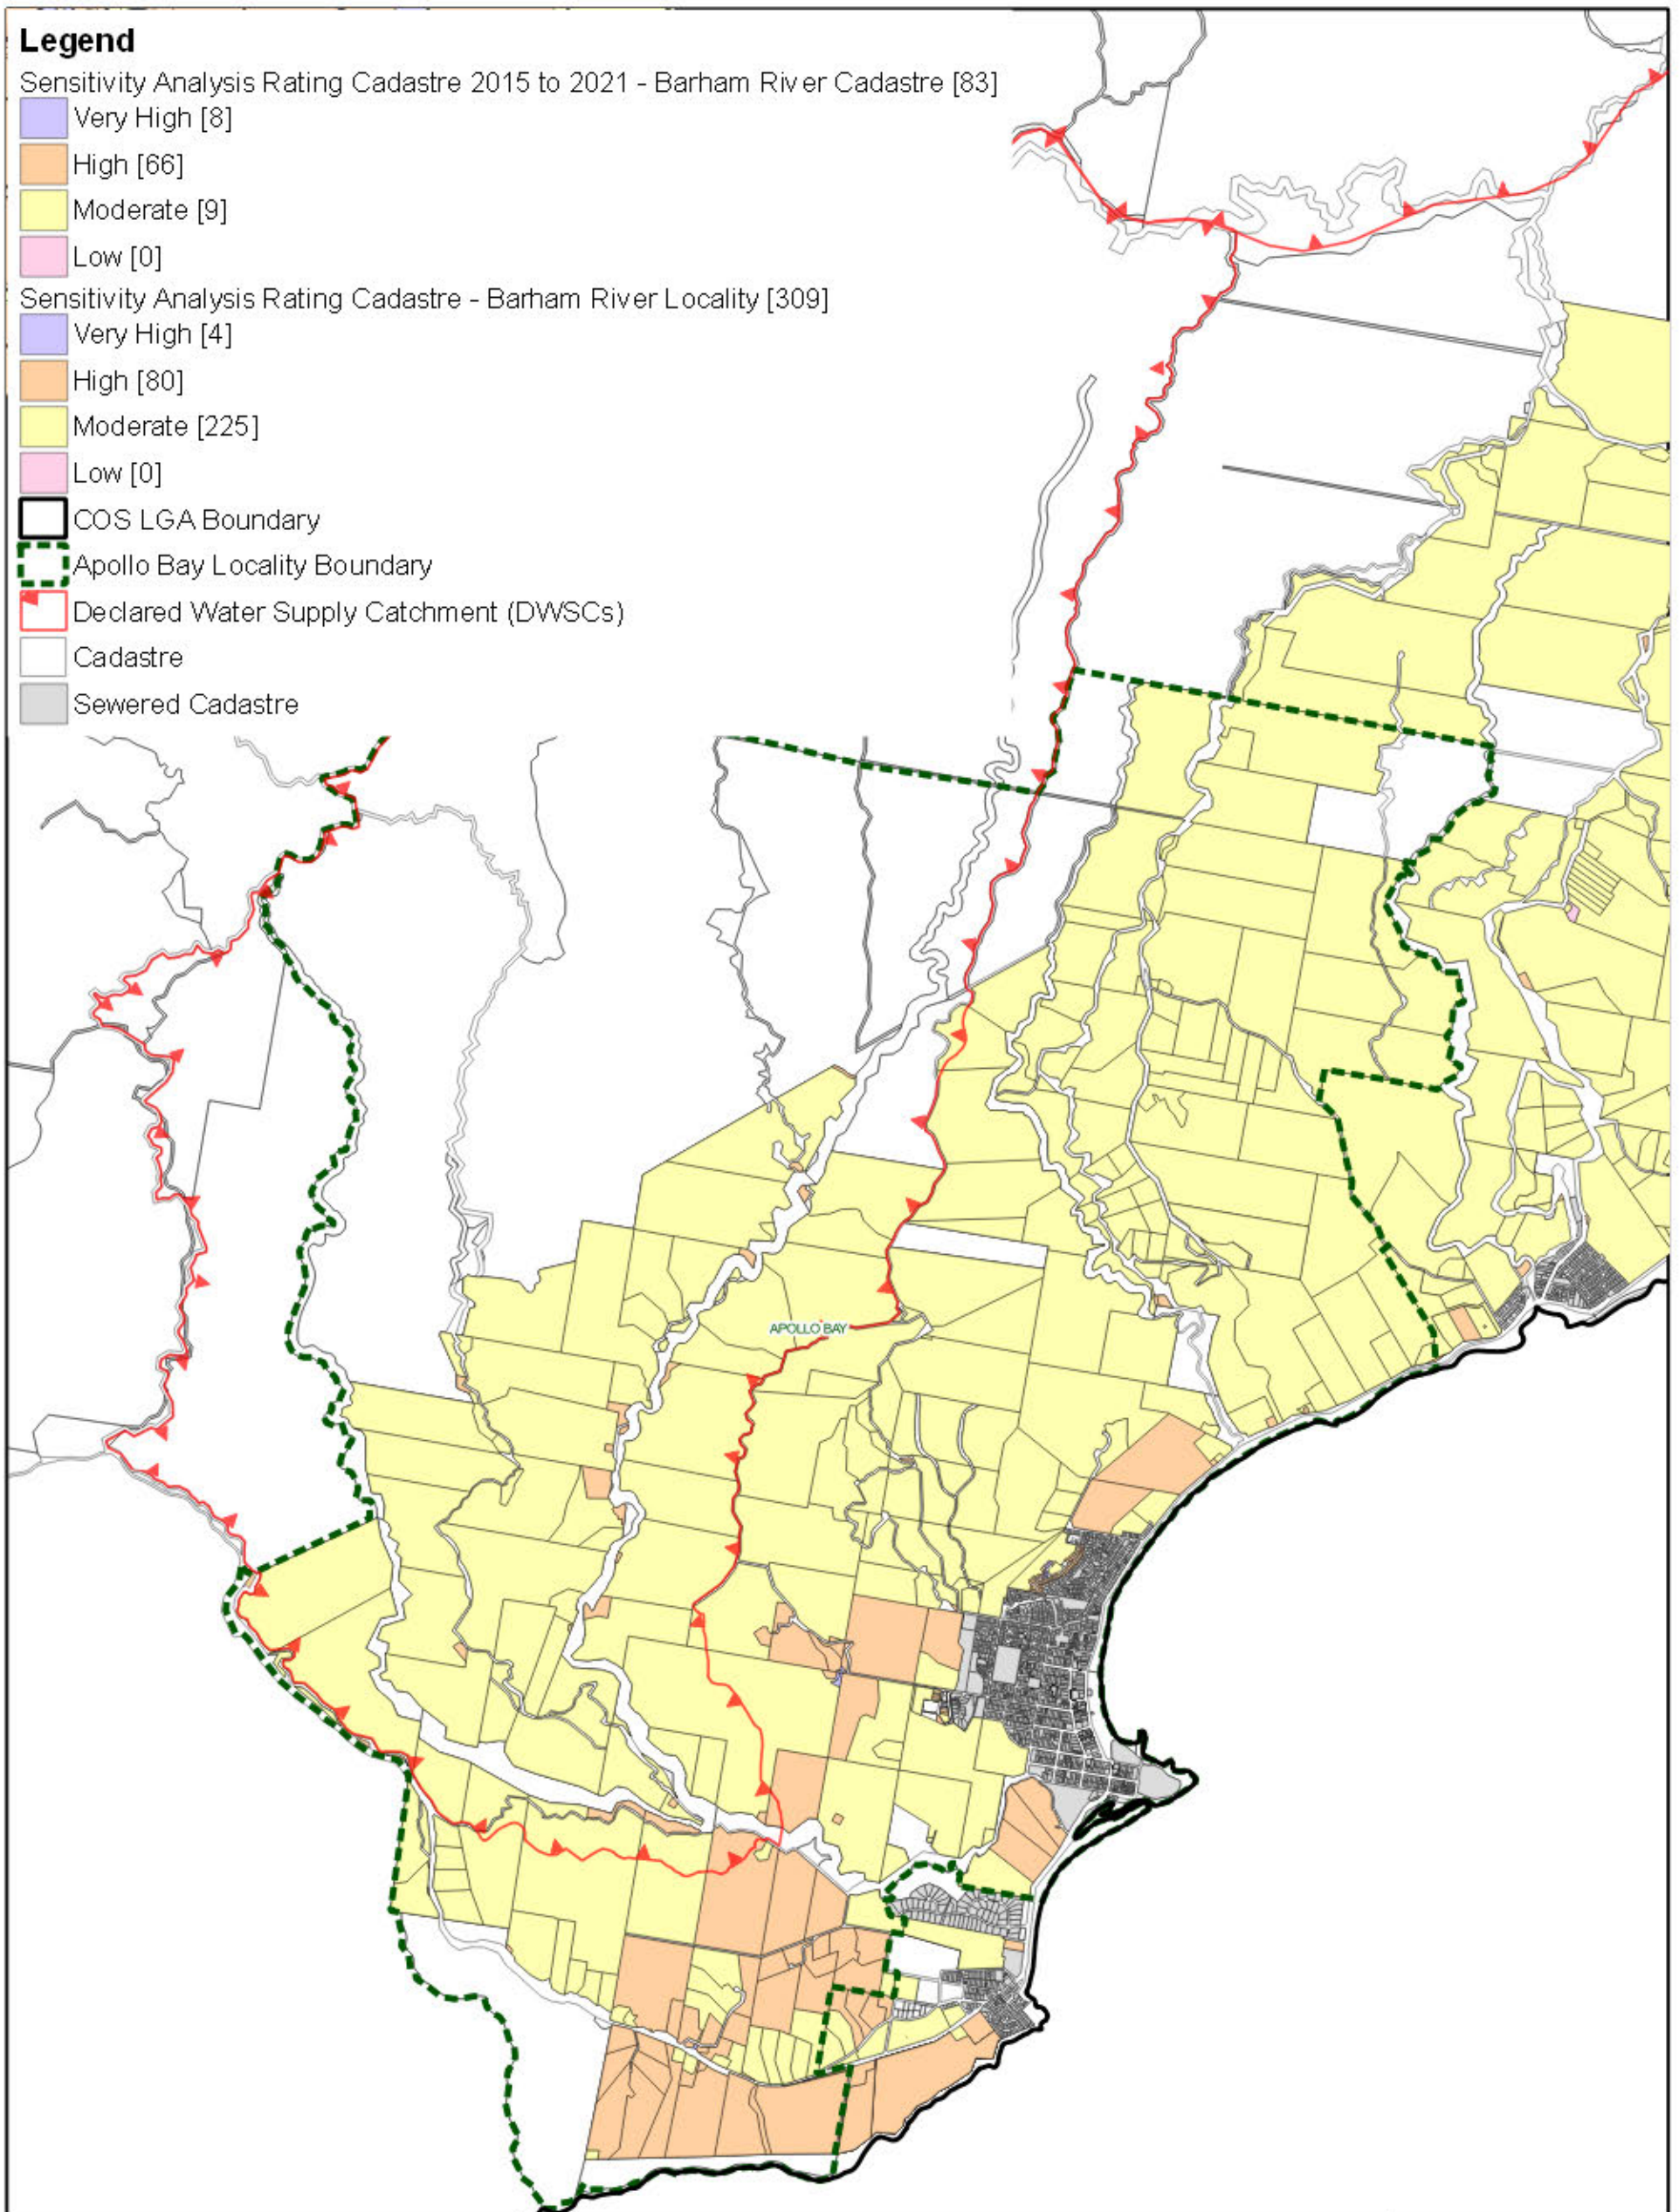 Legend
Sensitivity Analysis Rating Cadastre 2015 to 2021 - Barham River Cadastre [83]
Very High [8]
High [66]
Moderate [9]
Low [0]
Sensitivity Analysis Rating Cadastre - Barham River Locality [309]
Very High [4]
High [80]
Moderate [225]
Low [0]
COS LGA Boundary
Apollo Bay Locality Boundary
Declared Water Supply Catchment (DWSCs)
Cadastre
Sewered Cadastre
APOLLO BAY